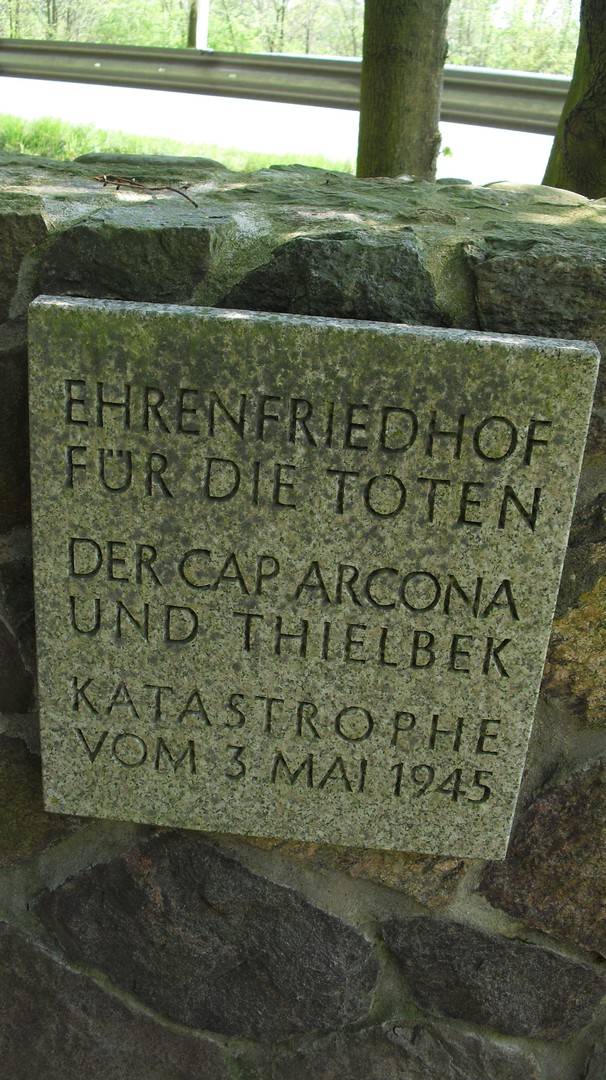 EHRENFRIEDHOF
FÜR DIE TOTEN
DER CAP ARCONA
UND THIELBEK
KATASTROPHE
VOM 3. MAI 1945